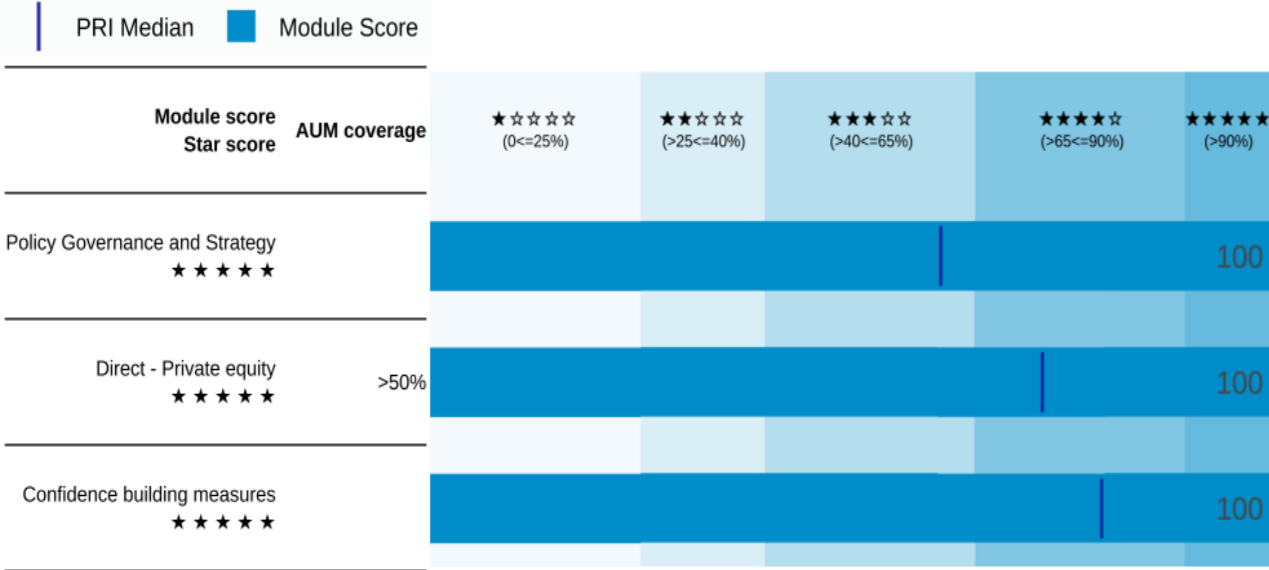 PRI Median Module Score
Module score
Star score
AUM coverage
★☆☆☆☆
(0<=25%)
★★☆☆☆
(>25<=40%)
★★★☆☆
(>40<=65%)
★★★★☆
(>65<=90%)
★★★★★
(>90%)
Policy Governance and Strategy
★★★★★
100
Direct - Private equity
★★★★★
>50%
100
Confidence building measures
★★★★★
100